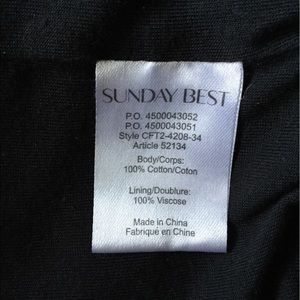 SUNDAY BEST
P.O. 4500043052
P.O. 4500043051
Style CFT2-4208-34
Article 52134
Body/Corps:
100% Cotton/Coton
Lining/Doublure:
100% Viscose
Made in China
Fabriqué en Chine